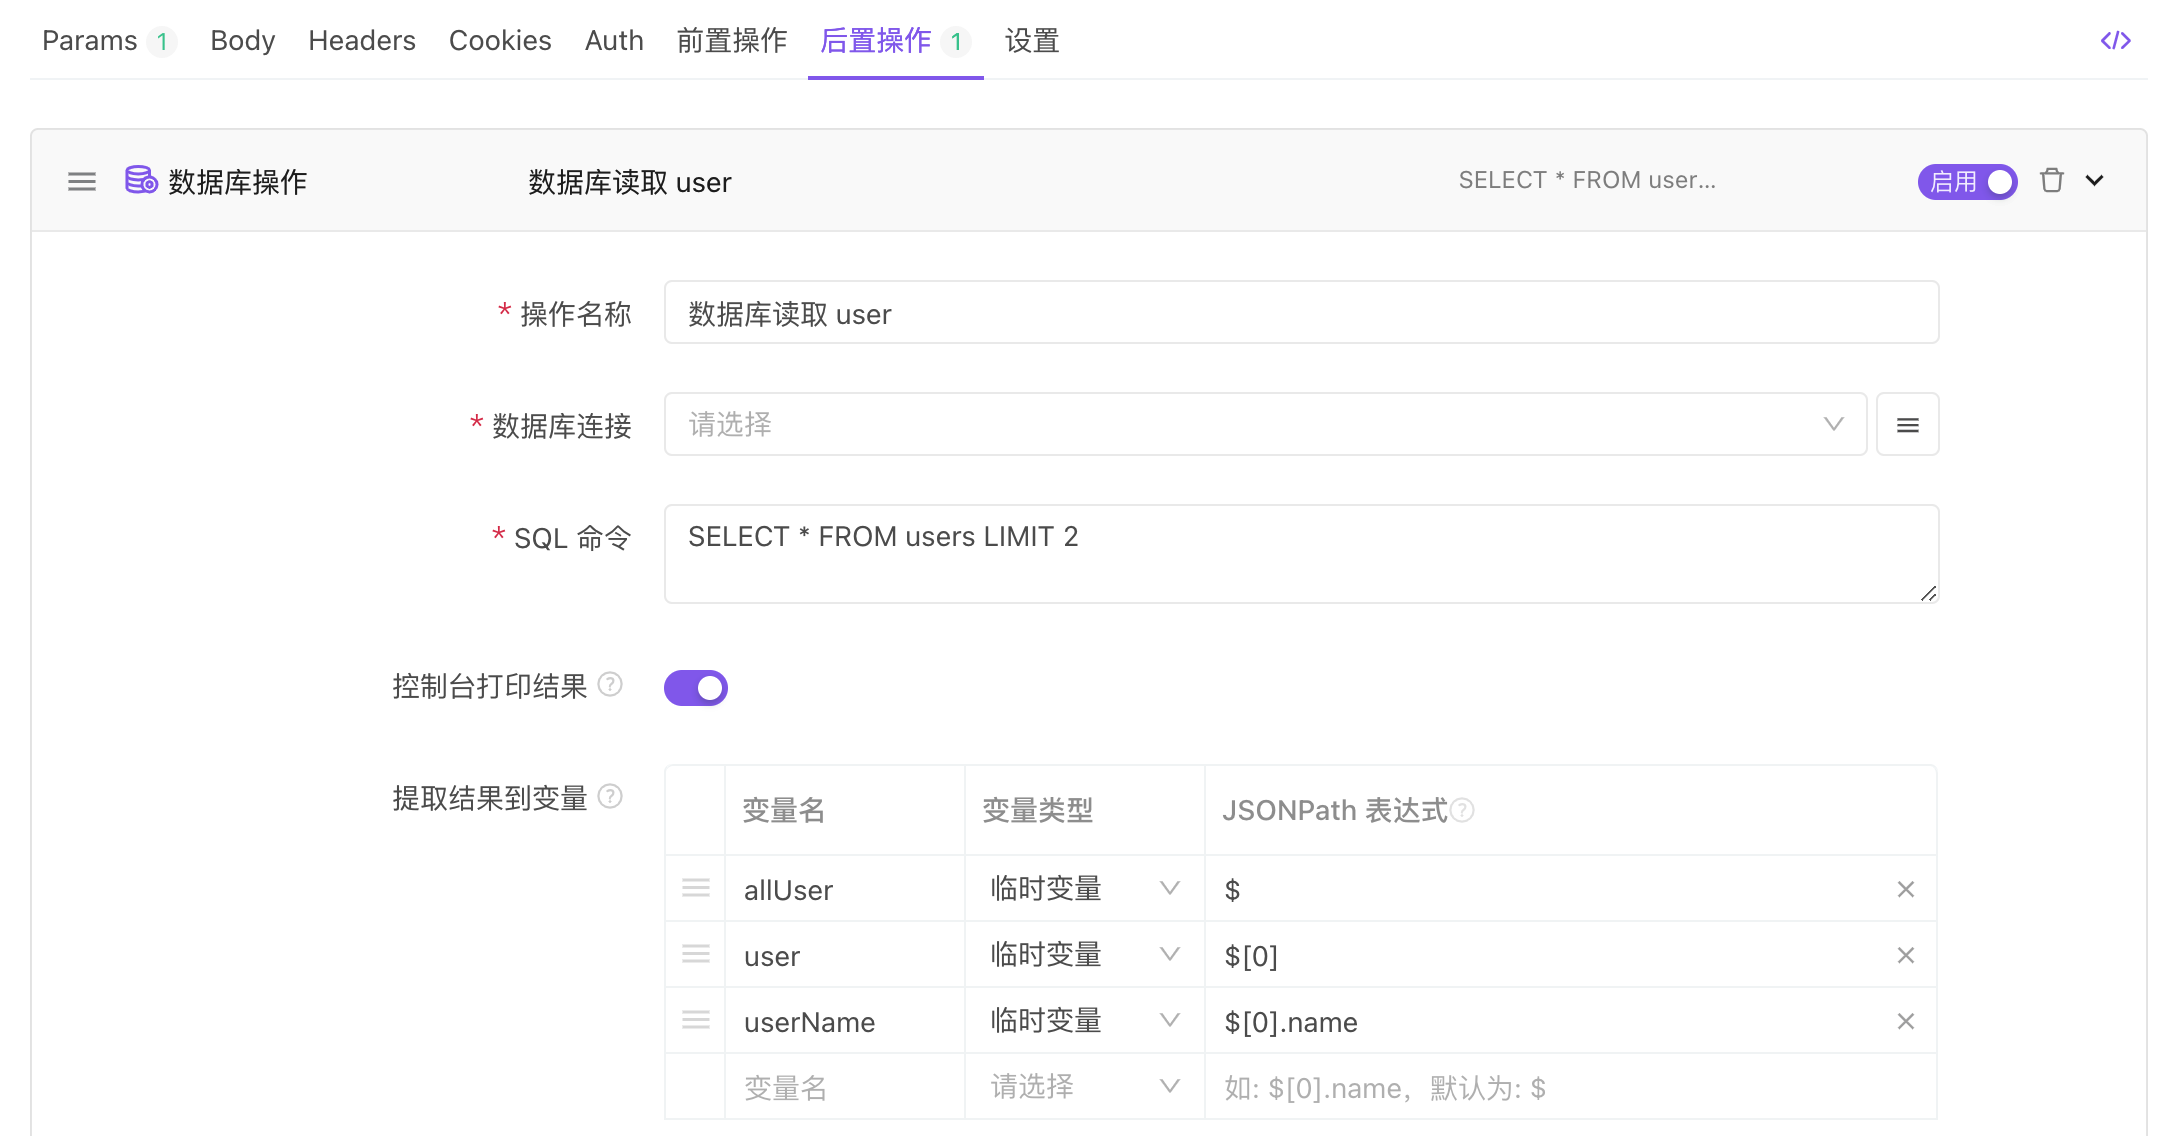 Params 1 Body Headers Cookies Auth 前置操作 后置操作 1 设置 </>
数据库操作 数据库读取 user SELECT * FROM user... 启用
* 操作名称 数据库读取 user
* 数据库连接 请选择
* SQL 命令 SELECT * FROM users LIMIT 2
控制台打印结果 ?
提取结果到变量 ? 变量名 变量类型 JSONPath 表达式 ?
allUser 临时变量 $
user 临时变量 $[0]
userName 临时变量 $[0].name
变量名 请选择 如: $[0].name，默认为: $